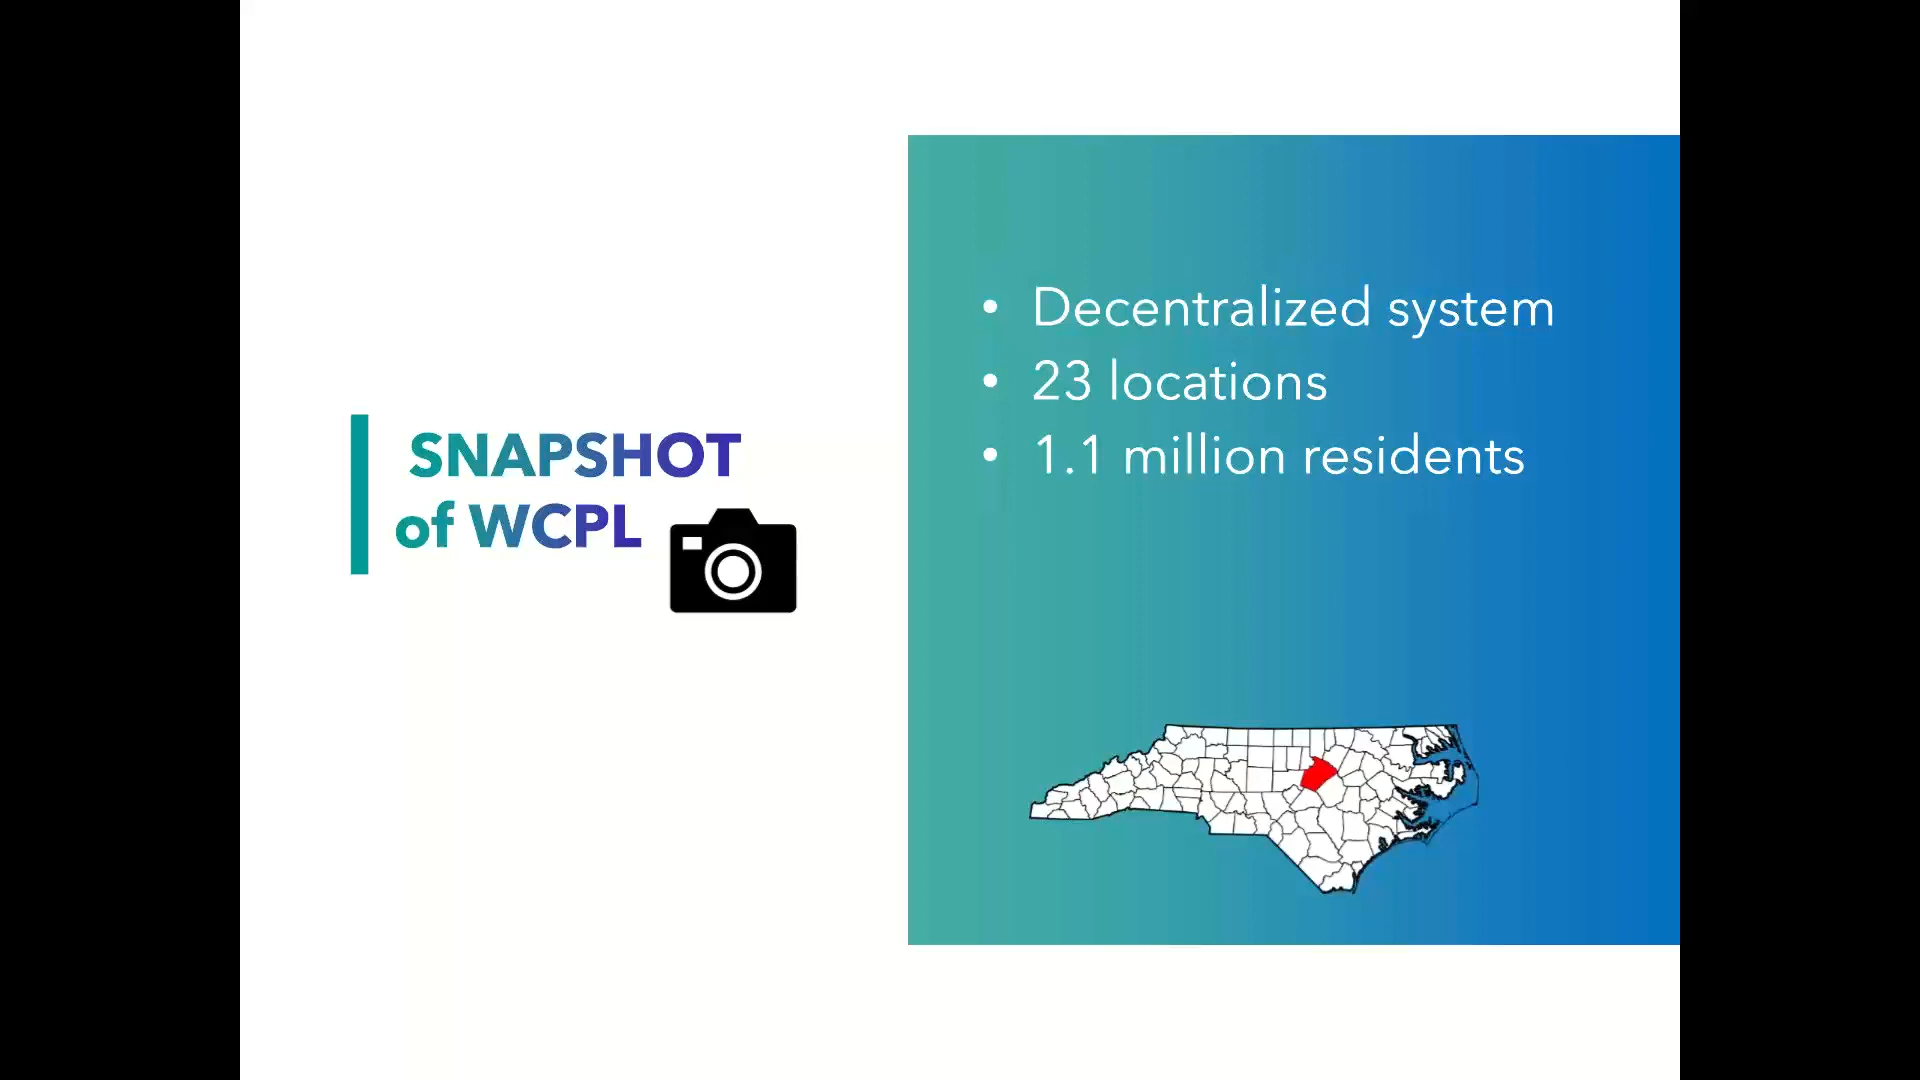 SNAPSHOT
of WCPL
• Decentralized system
• 23 locations
• 1.1 million residents